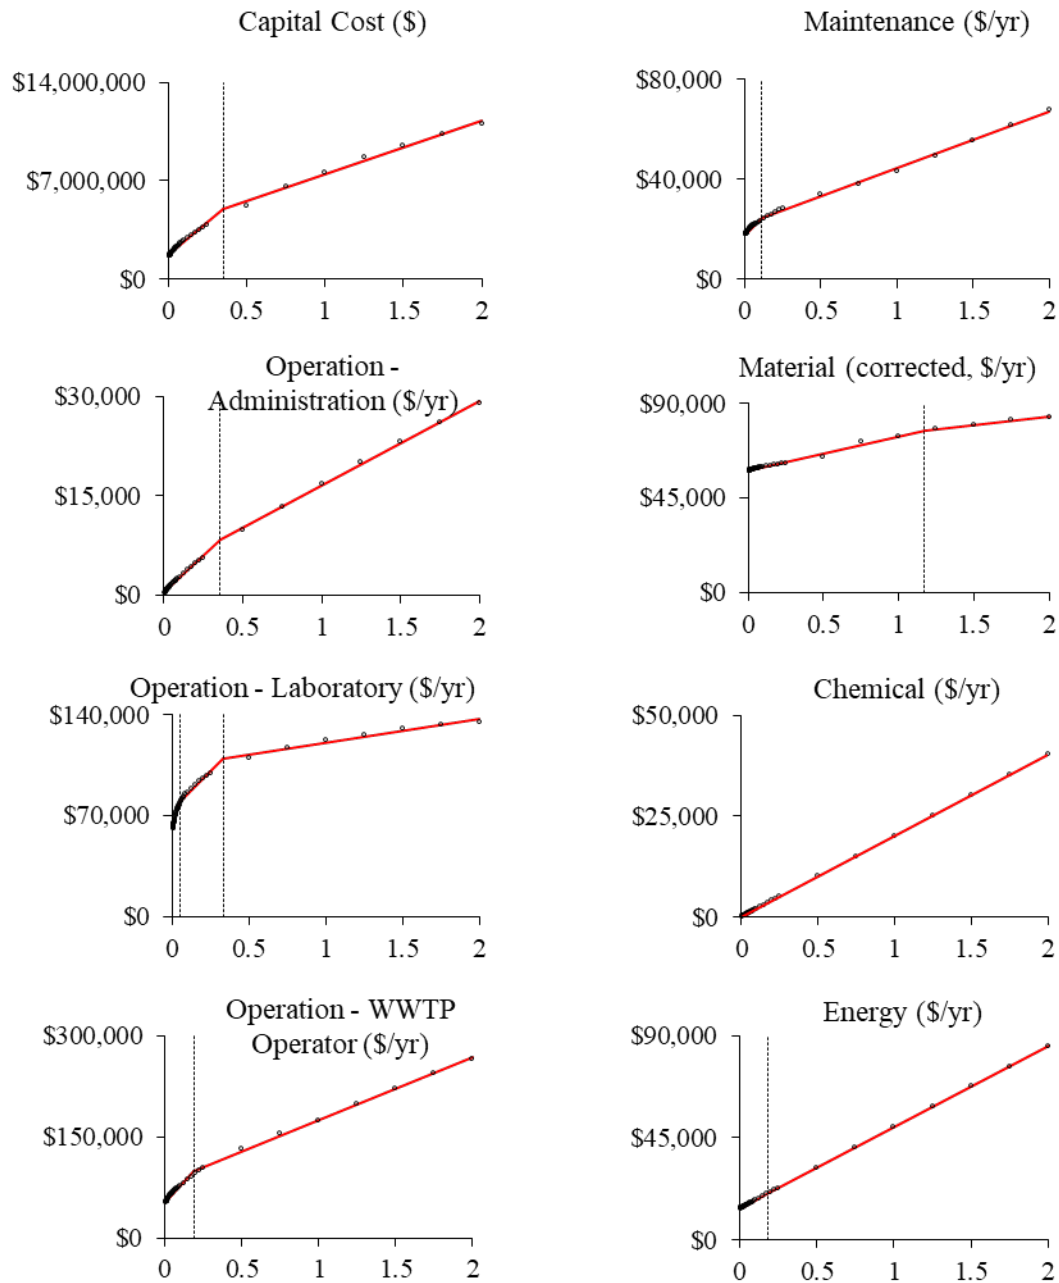 Capital Cost ($)
$14,000,000
$7,000,000
$0
0 0.5 1 1.5 2
Maintenance ($/yr)
$80,000
$40,000
$0
0 0.5 1 1.5 2
Operation -
Administration ($/yr)
$30,000
$15,000
$0
0 0.5 1 1.5 2
Material (corrected, $/yr)
$90,000
$45,000
$0
0 0.5 1 1.5 2
Operation - Laboratory ($/yr)
$140,000
$70,000
$0
0 0.5 1 1.5 2
Chemical ($/yr)
$50,000
$25,000
$0
0 0.5 1 1.5 2
Operation - WWTP
Operator ($/yr)
$300,000
$150,000
$0
0 0.5 1 1.5 2
Energy ($/yr)
$90,000
$45,000
$0
0 0.5 1 1.5 2